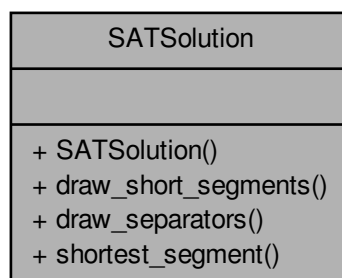 SATSolution
+ SATSolution()
+ draw_short_segments()
+ draw_separators()
+ shortest_segment()